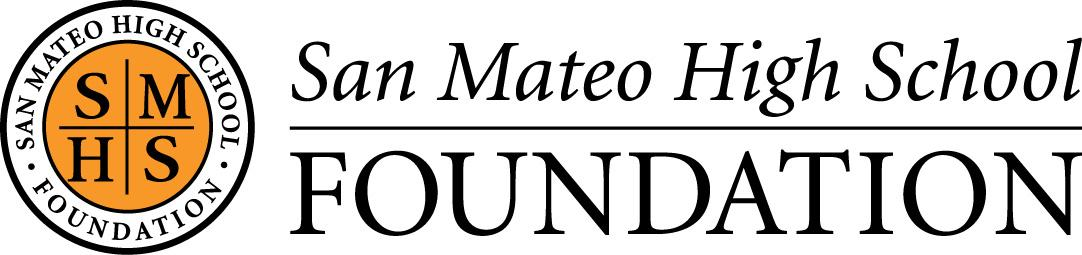 SAN MATEO HIGH SCHOOL
S M
H S
· FOUNDATION ·
San Mateo High School
FOUNDATION